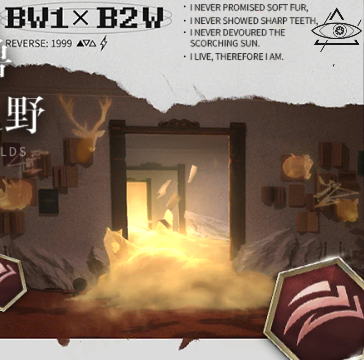 BW1× B2W
REVERSE: 1999
· I NEVER PROMISED SOFT FUR,
· I NEVER SHOWED SHARP TEETH,
· I NEVER DEVOURED THE
SCORCHING SUN.
· I LIVE, THEREFORE I AM.
野
LDS